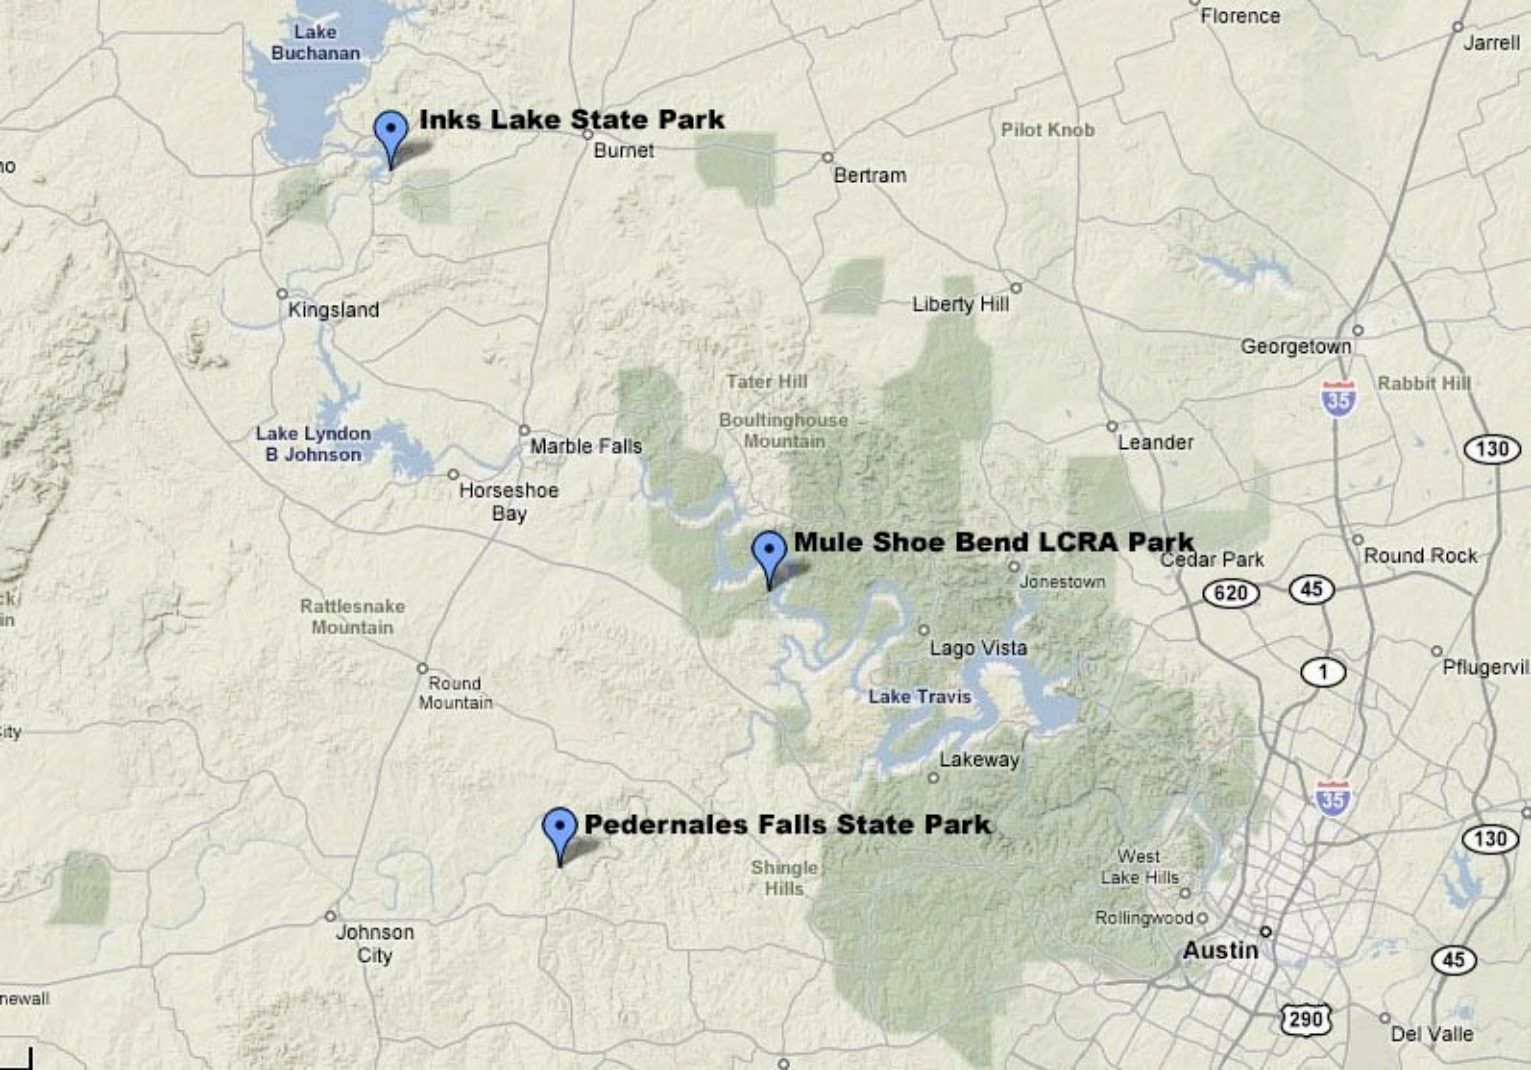 Florence
Jarrell
Lake
Buchanan
Inks Lake State Park
Pilot Knob
Burnet
Bertram
Kingsland
Liberty Hill
Georgetown
Tater Hill
Rabbit Hill
35
Boultinghouse
Mountain
Lake Lyndon
B Johnson
Marble Falls
Leander
130
Horseshoe
Bay
Mule Shoe Bend LCRA Park
Cedar Park
Round Rock
Jonestown
620
45
Rattlesnake
Mountain
Lago Vista
1
Pflugervil
Round
Mountain
Lake Travis
ity
Lakeway
35
Pedernales Falls State Park
130
Shingle
Hills
West
Lake Hills
Rollingwood
Johnson
City
Austin
45
newall
290
Del Valle